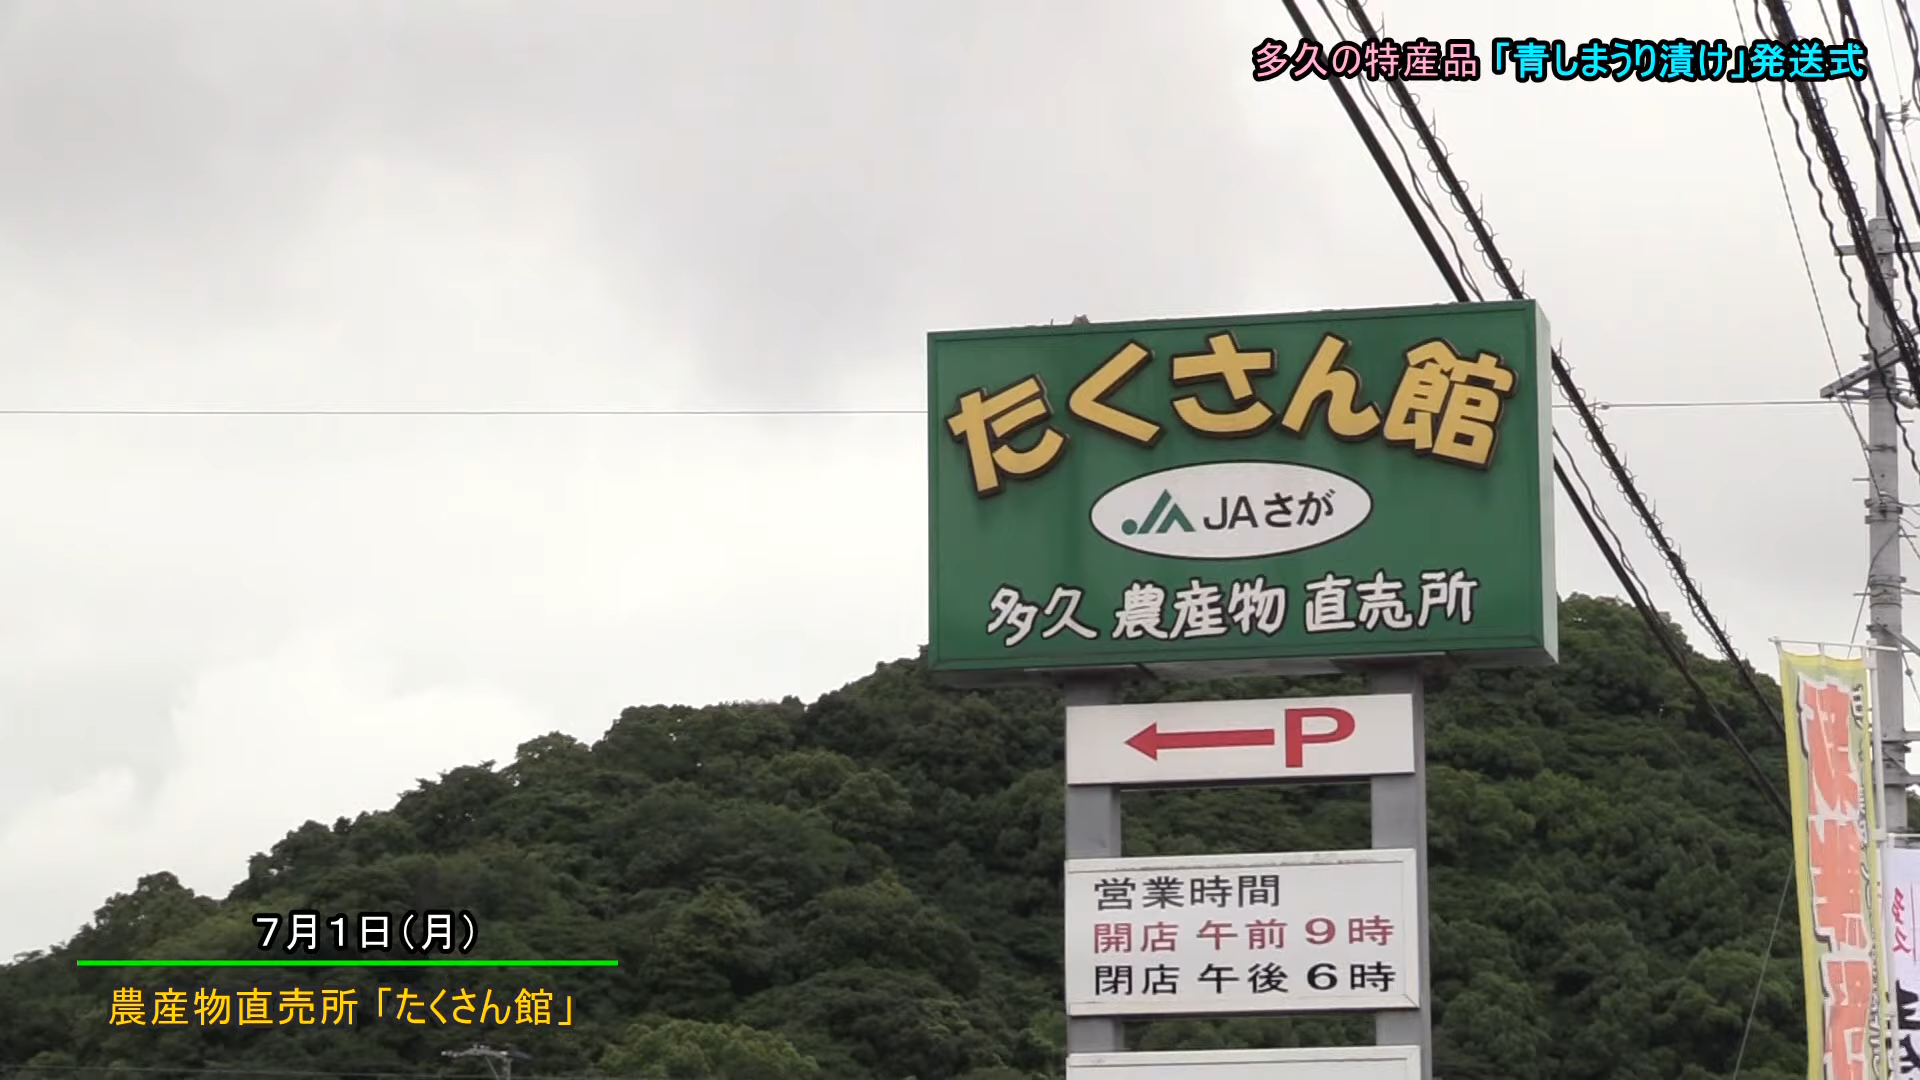 多久の特産品「青しまうり漬け」発送式
たくさん館
JAさが
多久 農産物 直売所
←P
営業時間
開店 午前 9時
閉店 午後 6時
7月1日(月)
農産物直売所「たくさん館」
多久